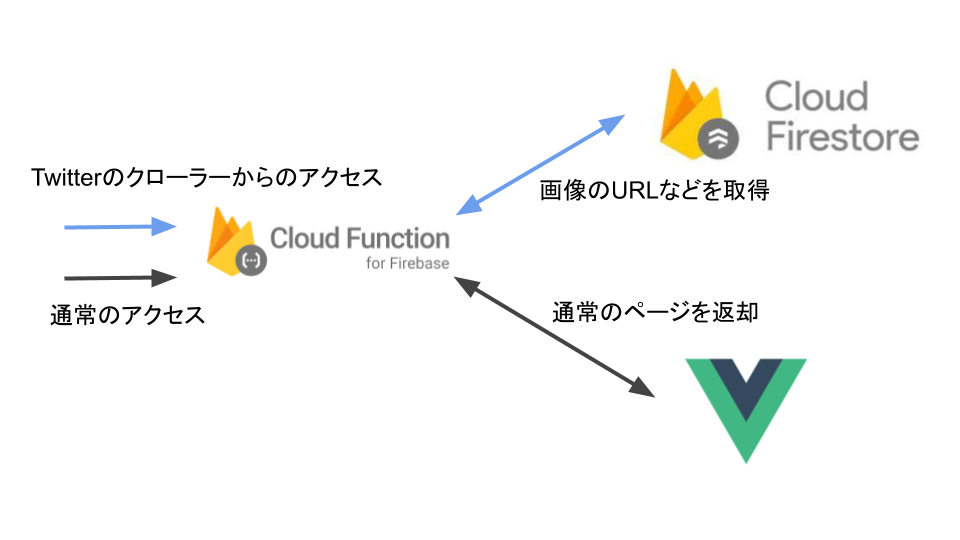 Cloud
Firestore
Twitterのクローラーからのアクセス
画像のURLなどを取得
Cloud Function
for Firebase
通常のアクセス
通常のページを返却